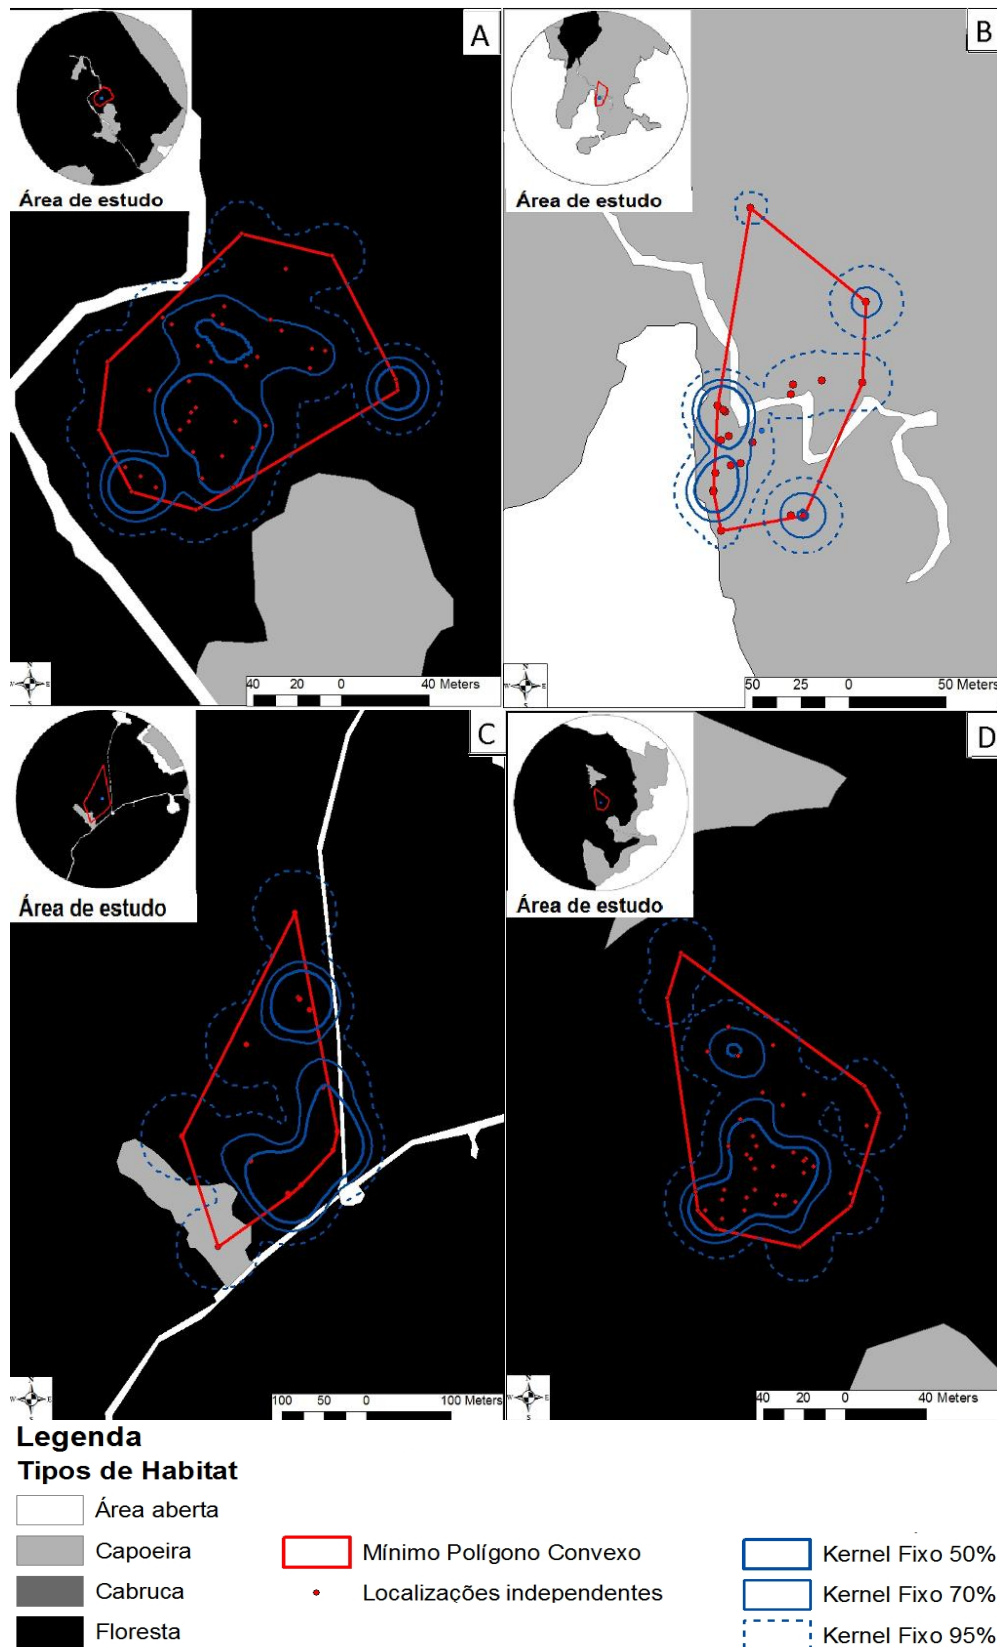 A
Área de estudo
40 20 0 40 Meters
B
Área de estudo
50 25 0 50 Meters
C
Área de estudo
100 50 0 100 Meters
D
Área de estudo
40 20 0 40 Meters
Legenda
Tipos de Habitat
Área aberta
Capoeira
Cabruca
Floresta
Mínimo Polígono Convexo
Localizações independentes
Kernel Fixo 50%
Kernel Fixo 70%
Kernel Fixo 95%